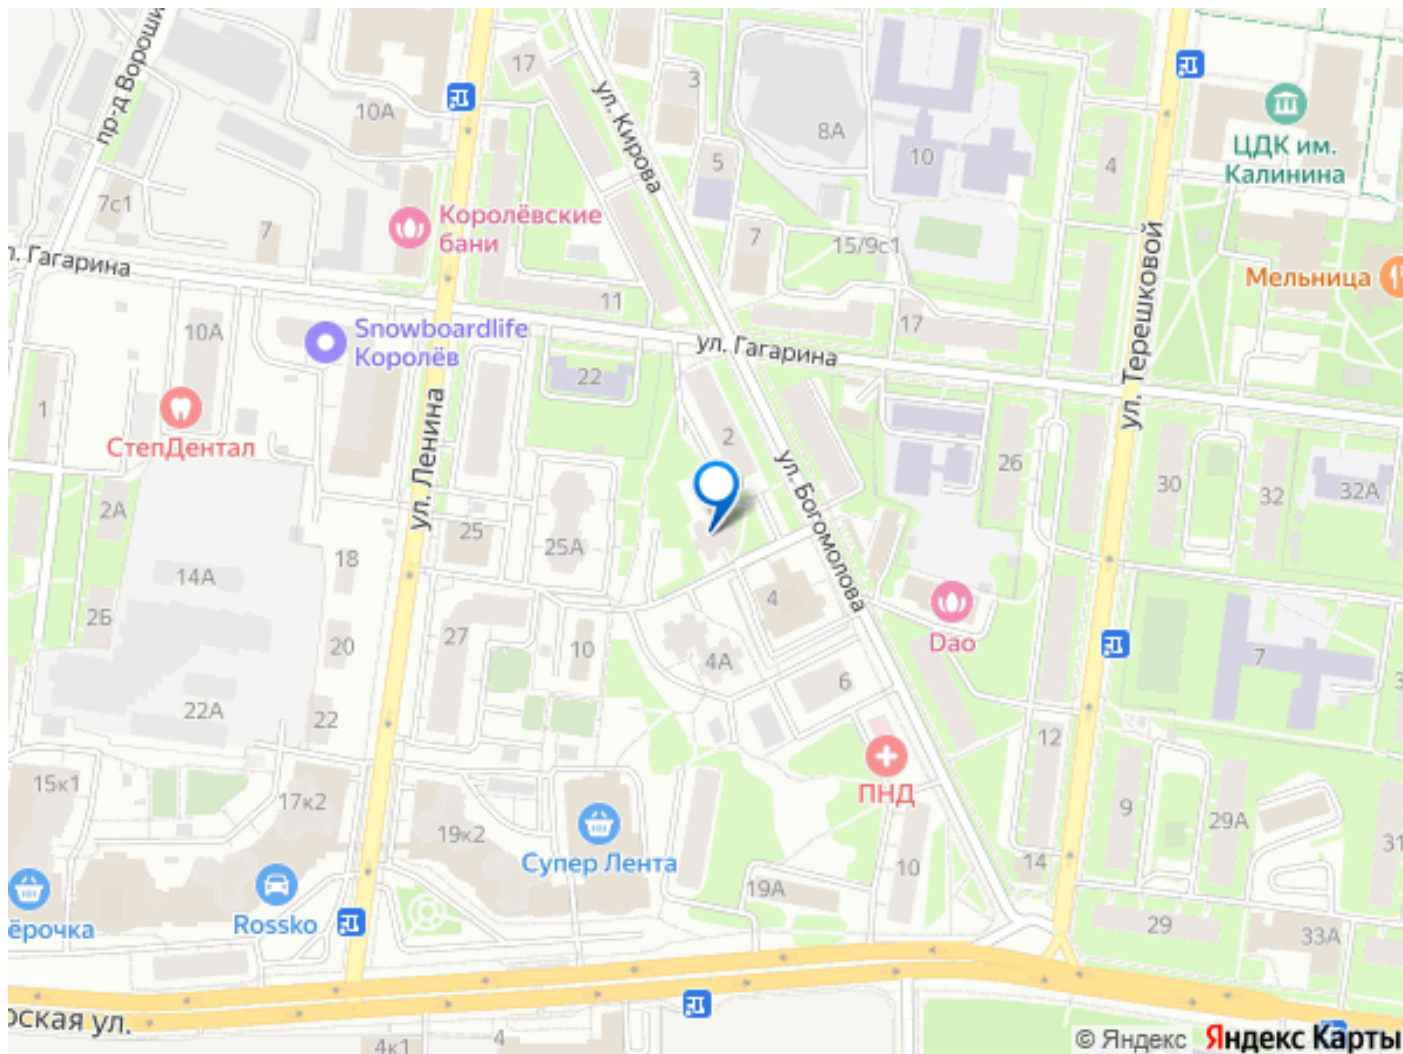 пр-д Вороши
17
ул. Кирова
3
10А
8А
5
10
4
ЦДК им.
Калинина
7с1
7
Королёвские
бани
7
15/9с1
ул. Терешковой
Мельница
л. Гагарина
11
17
10А
Snowboardlife
Королёв
ул. Гагарина
22
1
СтепДентал
ул. Ленина
2
ул. Богомолова
26
30
32
32А
2А
25
25А
18
14А
4
2Б
20
27
10
4А
Dao
7
6
22А
22
12
15к1
17к2
19к2
ПНД
9
29А
31
Супер Лента
10
14
19А
Rossko
ёрочка
29
33А
рская ул.
4к1
4
© Яндекс
Яндекс Карты